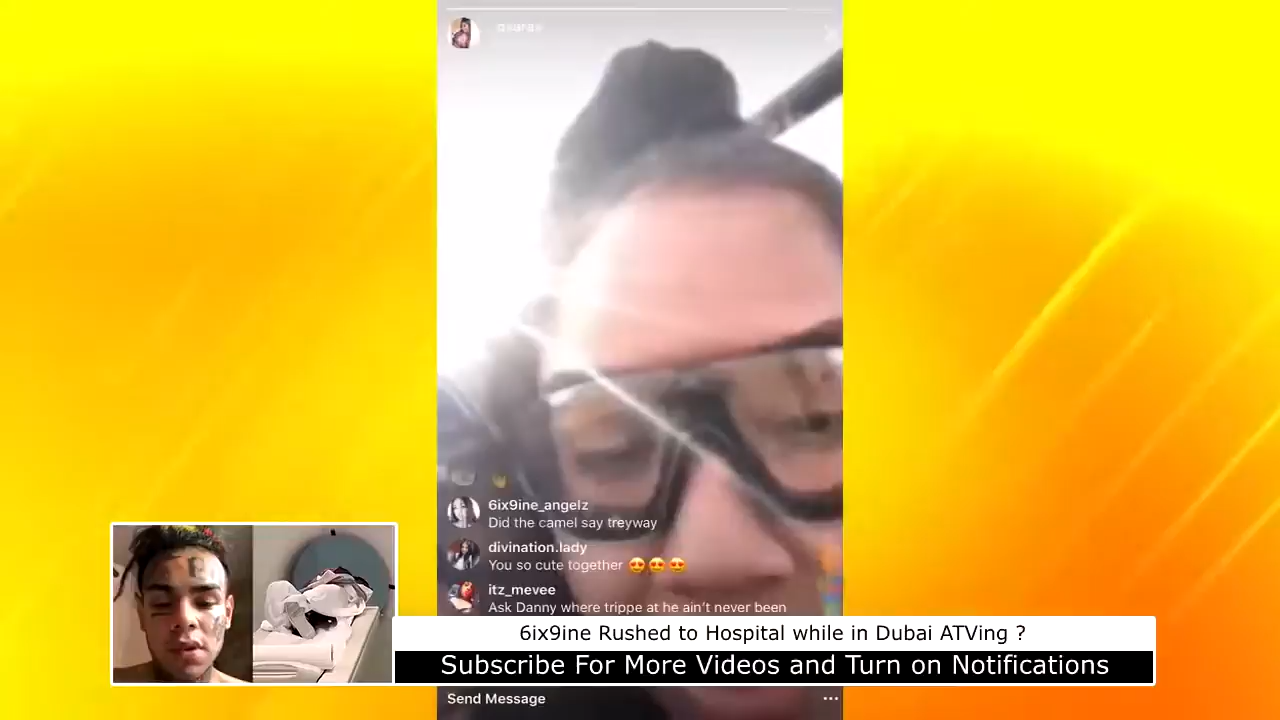 6ix9ine_angelz
Did the camel say treyway
divination.lady
You so cute together 😍😍😍
itz_mevee
Ask Danny where trippe at he ain't never been
6ix9ine Rushed to Hospital while in Dubai ATVing ?
Subscribe For More Videos and Turn on Notifications
Send Message